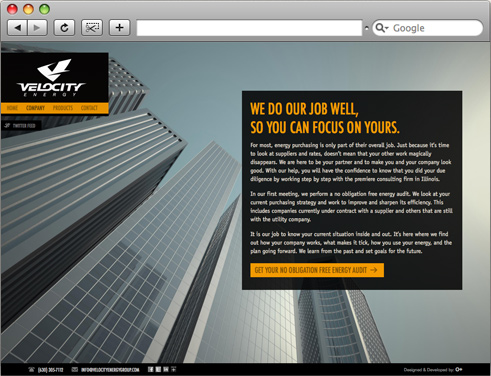 Google
VELOCITY
ENERGY
HOME COMPANY PRODUCTS CONTACT
TWITTER FEED
WE DO OUR JOB WELL,
SO YOU CAN FOCUS ON YOURS.
For most, energy purchasing is only part of their overall job. Just because it's time
to look at suppliers and rates, doesn't mean that your other work magically
disappears. We are here to be your partner and to make you and your company look
good. With our help, you will have the confidence to know that you did your due
diligence by working step by step with the premiere consulting firm in Illinois.
In our first meeting, we perform a no obligation free energy audit. We look at your
current purchasing strategy and work to improve and sharpen its efficiency. This
includes companies currently under contract with a supplier and others that are still
with the utility company.
It is our job to know your current situation inside and out. It's here where we find
out how your company works, what makes it tick, how you use your energy, and the
plan going forward. We learn from the past and set goals for the future.
GET YOUR NO OBLIGATION FREE ENERGY AUDIT →
(630) 305-7172 INFO@VELOCITYENERGYGROUP.COM Designed & Developed by: